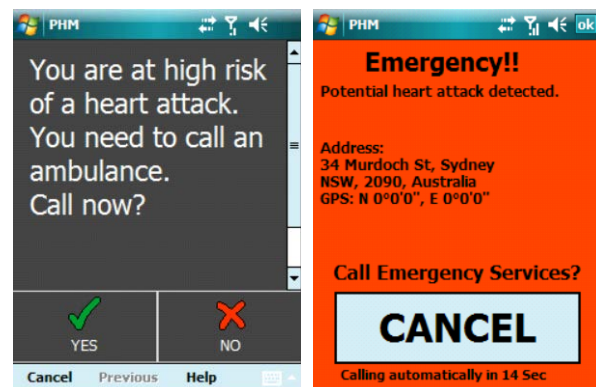 PHM
You are at high risk
of a heart attack.
You need to call an
ambulance.
Call now?
YES
NO
Cancel Previous Help
PHM
ok
Emergency!!
Potential heart attack detected.
Address:
34 Murdoch St, Sydney
NSW, 2090, Australia
GPS: N 0°0'0", E 0°0'0"
Call Emergency Services?
CANCEL
Calling automatically in 14 Sec